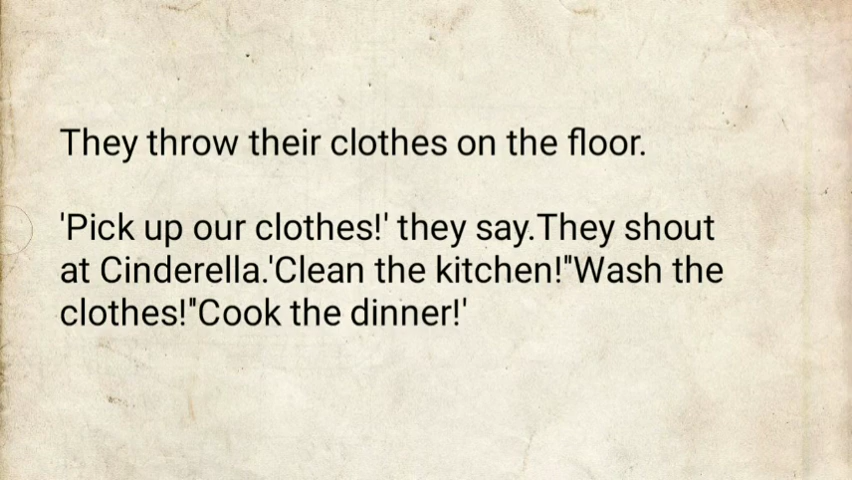 They throw their clothes on the floor.
'Pick up our clothes!' they say.They shout
at Cinderella.'Clean the kitchen!''Wash the
clothes!''Cook the dinner!'